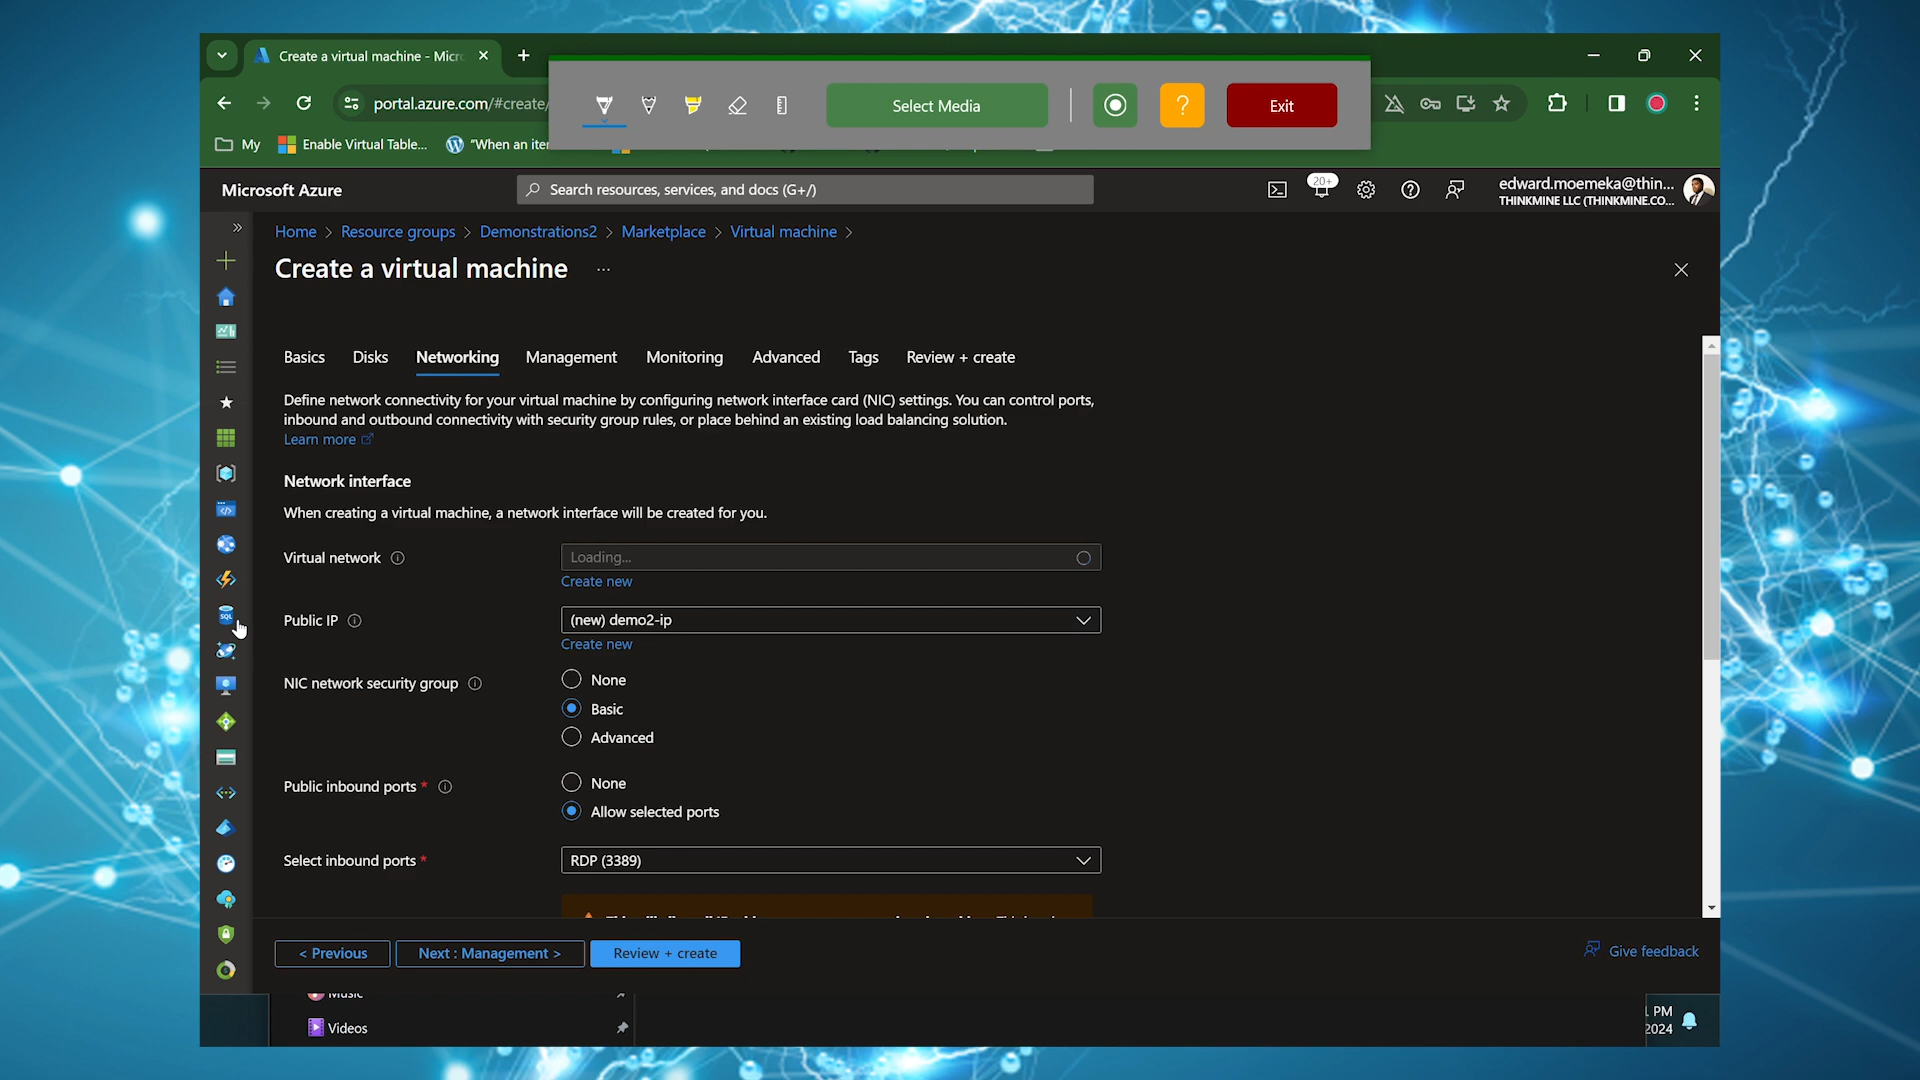 Create a virtual machine - Micr
Select Media
Exit
portal.azure.com/#create/
My
Enable Virtual Table...
"When an iter
Microsoft Azure
Search resources, services, and docs (G+/)
20+
edward.moemeka@thin...
THINKMINE LLC (THINKMINE.CO...
Home > Resource groups > Demonstrations2 > Marketplace > Virtual machine >
Create a virtual machine ...
Basics
Disks
Networking
Management
Monitoring
Advanced
Tags
Review + create
Define network connectivity for your virtual machine by configuring network interface card (NIC) settings. You can control ports,
inbound and outbound connectivity with security group rules, or place behind an existing load balancing solution.
Learn more
Network interface
When creating a virtual machine, a network interface will be created for you.
Virtual network
Loading...
Create new
Public IP
(new) demo2-ip
Create new
NIC network security group
None
Basic
Advanced
Public inbound ports *
None
Allow selected ports
Select inbound ports *
RDP (3389)
< Previous
Next : Management >
Review + create
Give feedback
Music
Videos
PM
2024
SQL